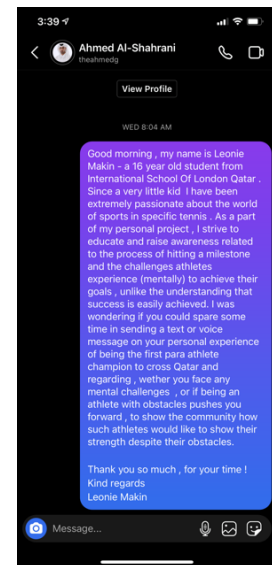 3:39
Ahmed Al-Shahrani
theahmedg
View Profile
WED 8:04 AM
Good morning , my name is Leonie
Makin - a 16 year old student from
International School Of London Qatar .
Since a very little kid  I have been
extremely passionate about the world
of sports in specific tennis . As a part
of my personal project , I strive to
educate and raise awareness related
to the process of hitting a milestone
and the challenges athletes
experience (mentally) to achieve their
goals , unlike the understanding that
success is easily achieved. I was
wondering if you could spare some
time in sending a text or voice
message on your personal experience
of being the first para athlete
champion to cross Qatar and
regarding , wether you face any
mental challenges  , or if being an
athlete with obstacles pushes you
forward , to show the community how
such athletes would like to show their
strength despite their obstacles.
Thank you so much , for your time !
Kind regards
Leonie Makin
Message...